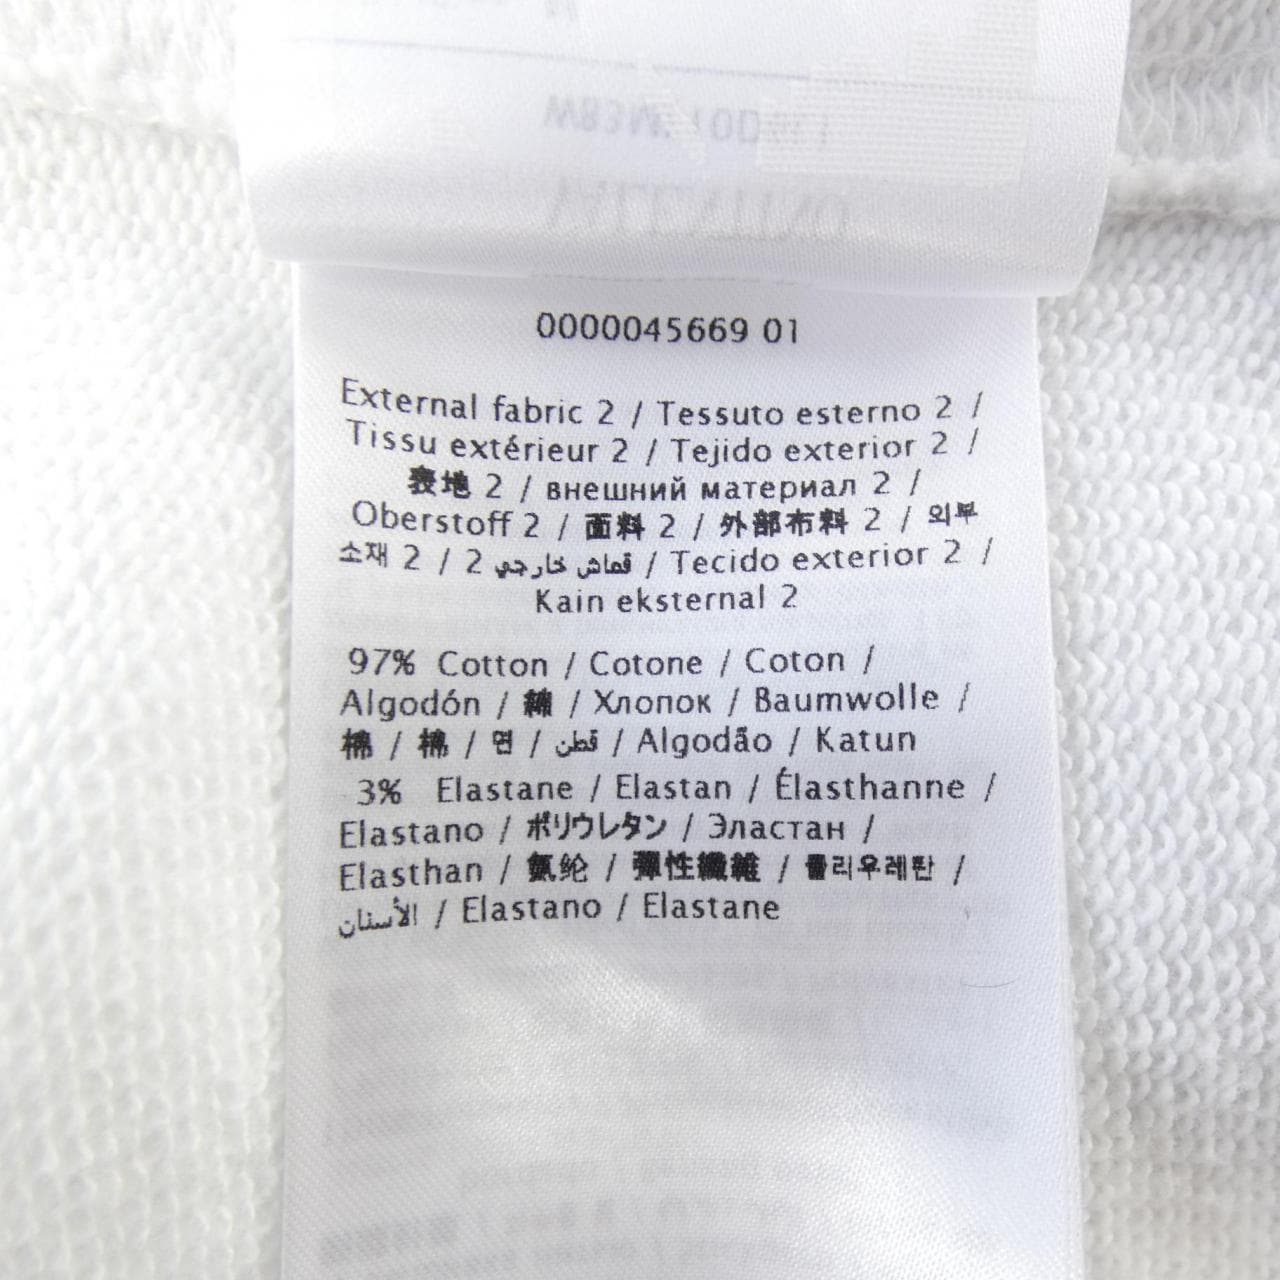 0000045669 01
External fabric 2 / Tessuto esterno 2 /
Tissu extérieur 2 / Tejido exterior 2 /
表地 2 / внешний материал 2 /
Oberstoff 2 / 面料 2 / 外部布料 2 / 외부
소재 2 / قماش خارجي 2 / Tecido exterior 2 /
Kain eksternal 2
97% Cotton / Cotone / Coton /
Algodón / 綿 / Хлопок / Baumwolle /
棉 / 棉 / 면 / قطن / Algodão / Katun
3% Elastane / Elastan / Élasthanne /
Elastano / ポリウレタン / Эластан /
Elasthan / 氨纶 / 彈性纖維 / 폴리우레탄 /
الأستان / Elastano / Elastane